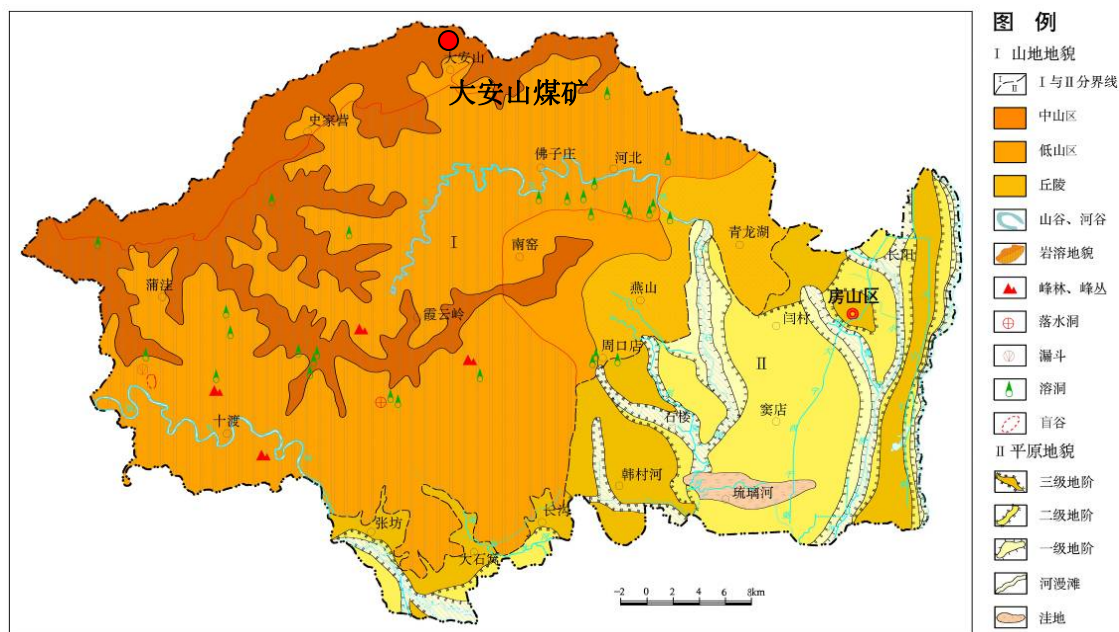 大安山
大安山煤矿
史家营
佛子庄
河北
I
南窑
青龙湖
长阳
蒲洼
燕山
房山区
霞云岭
闫村
周口店
II
十渡
石楼
窦店
韩村河
琉璃河
张坊
长沟
大石窝
-2 0 2 4 6 8km
图 例
I 山地地貌
I 与 II 分界线
中山区
低山区
丘陵
山谷、河谷
岩溶地貌
峰林、峰丛
落水洞
漏斗
溶洞
盲谷
II 平原地貌
三级地阶
二级地阶
一级地阶
河漫滩
洼地